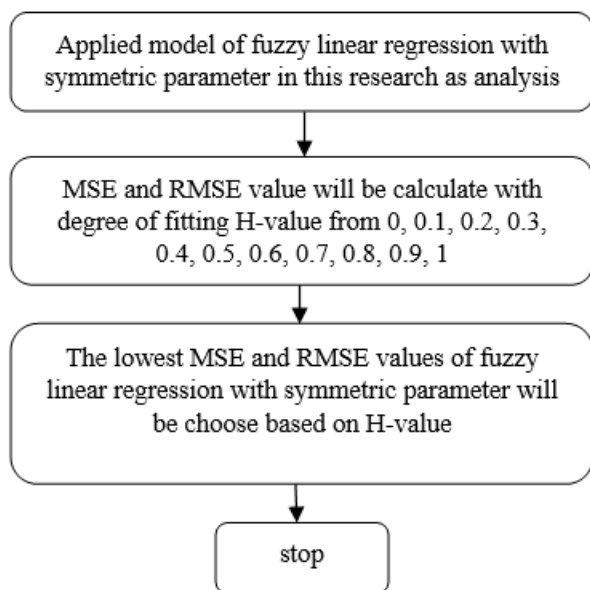 Applied model of fuzzy linear regression with
symmetric parameter in this research as analysis
MSE and RMSE value will be calculate with
degree of fitting H-value from 0, 0.1, 0.2, 0.3,
0.4, 0.5, 0.6, 0.7, 0.8, 0.9, 1
The lowest MSE and RMSE values of fuzzy
linear regression with symmetric parameter will
be choose based on H-value
stop